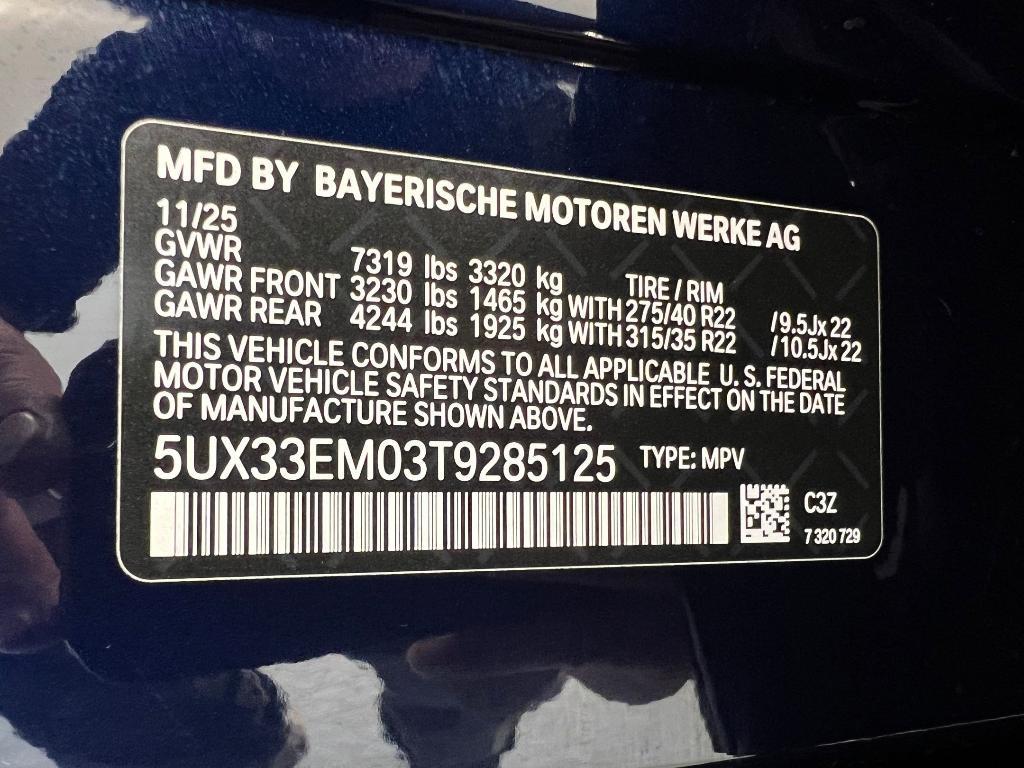 MFD BY BAYERISCHE MOTOREN WERKE AG
11/25
GVWR 7319 lbs 3320 kg TIRE / RIM
GAWR FRONT 3230 lbs 1465 kg WITH 275/40 R22 /9.5Jx22
GAWR REAR 4244 lbs 1925 kg WITH 315/35 R22 /10.5Jx22
THIS VEHICLE CONFORMS TO ALL APPLICABLE U. S. FEDERAL
MOTOR VEHICLE SAFETY STANDARDS IN EFFECT ON THE DATE
OF MANUFACTURE SHOWN ABOVE.
5UX33EM03T9285125 TYPE: MPV
C3Z
7 320 729